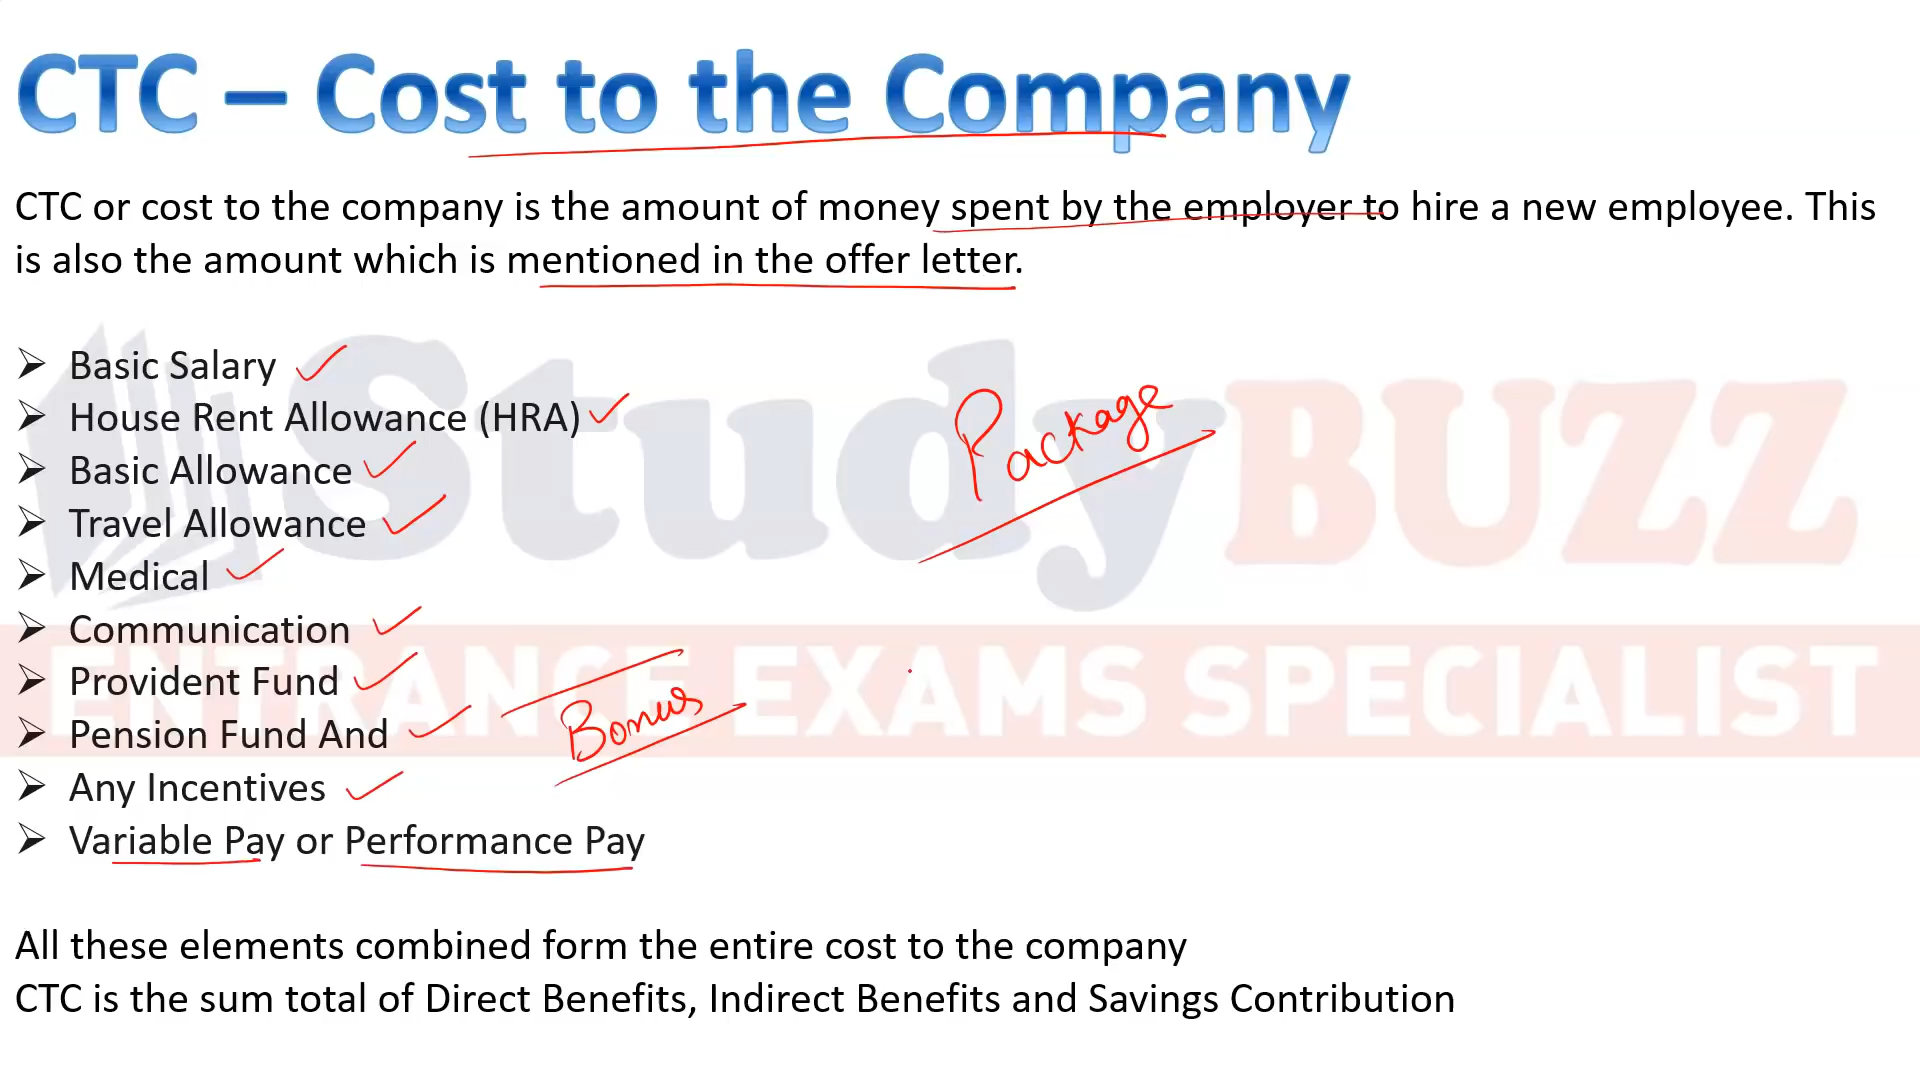 CTC – Cost to the Company
CTC or cost to the company is the amount of money spent by the employer to hire a new employee. This
is also the amount which is mentioned in the offer letter.
➢ Basic Salary
➢ House Rent Allowance (HRA)
➢ Basic Allowance
➢ Travel Allowance
➢ Medical
➢ Communication
➢ Provident Fund
➢ Pension Fund And
➢ Any Incentives
➢ Variable Pay or Performance Pay
Package
Bonus
StudyBUZZ
ENTRANCE EXAMS SPECIALIST
All these elements combined form the entire cost to the company
CTC is the sum total of Direct Benefits, Indirect Benefits and Savings Contribution